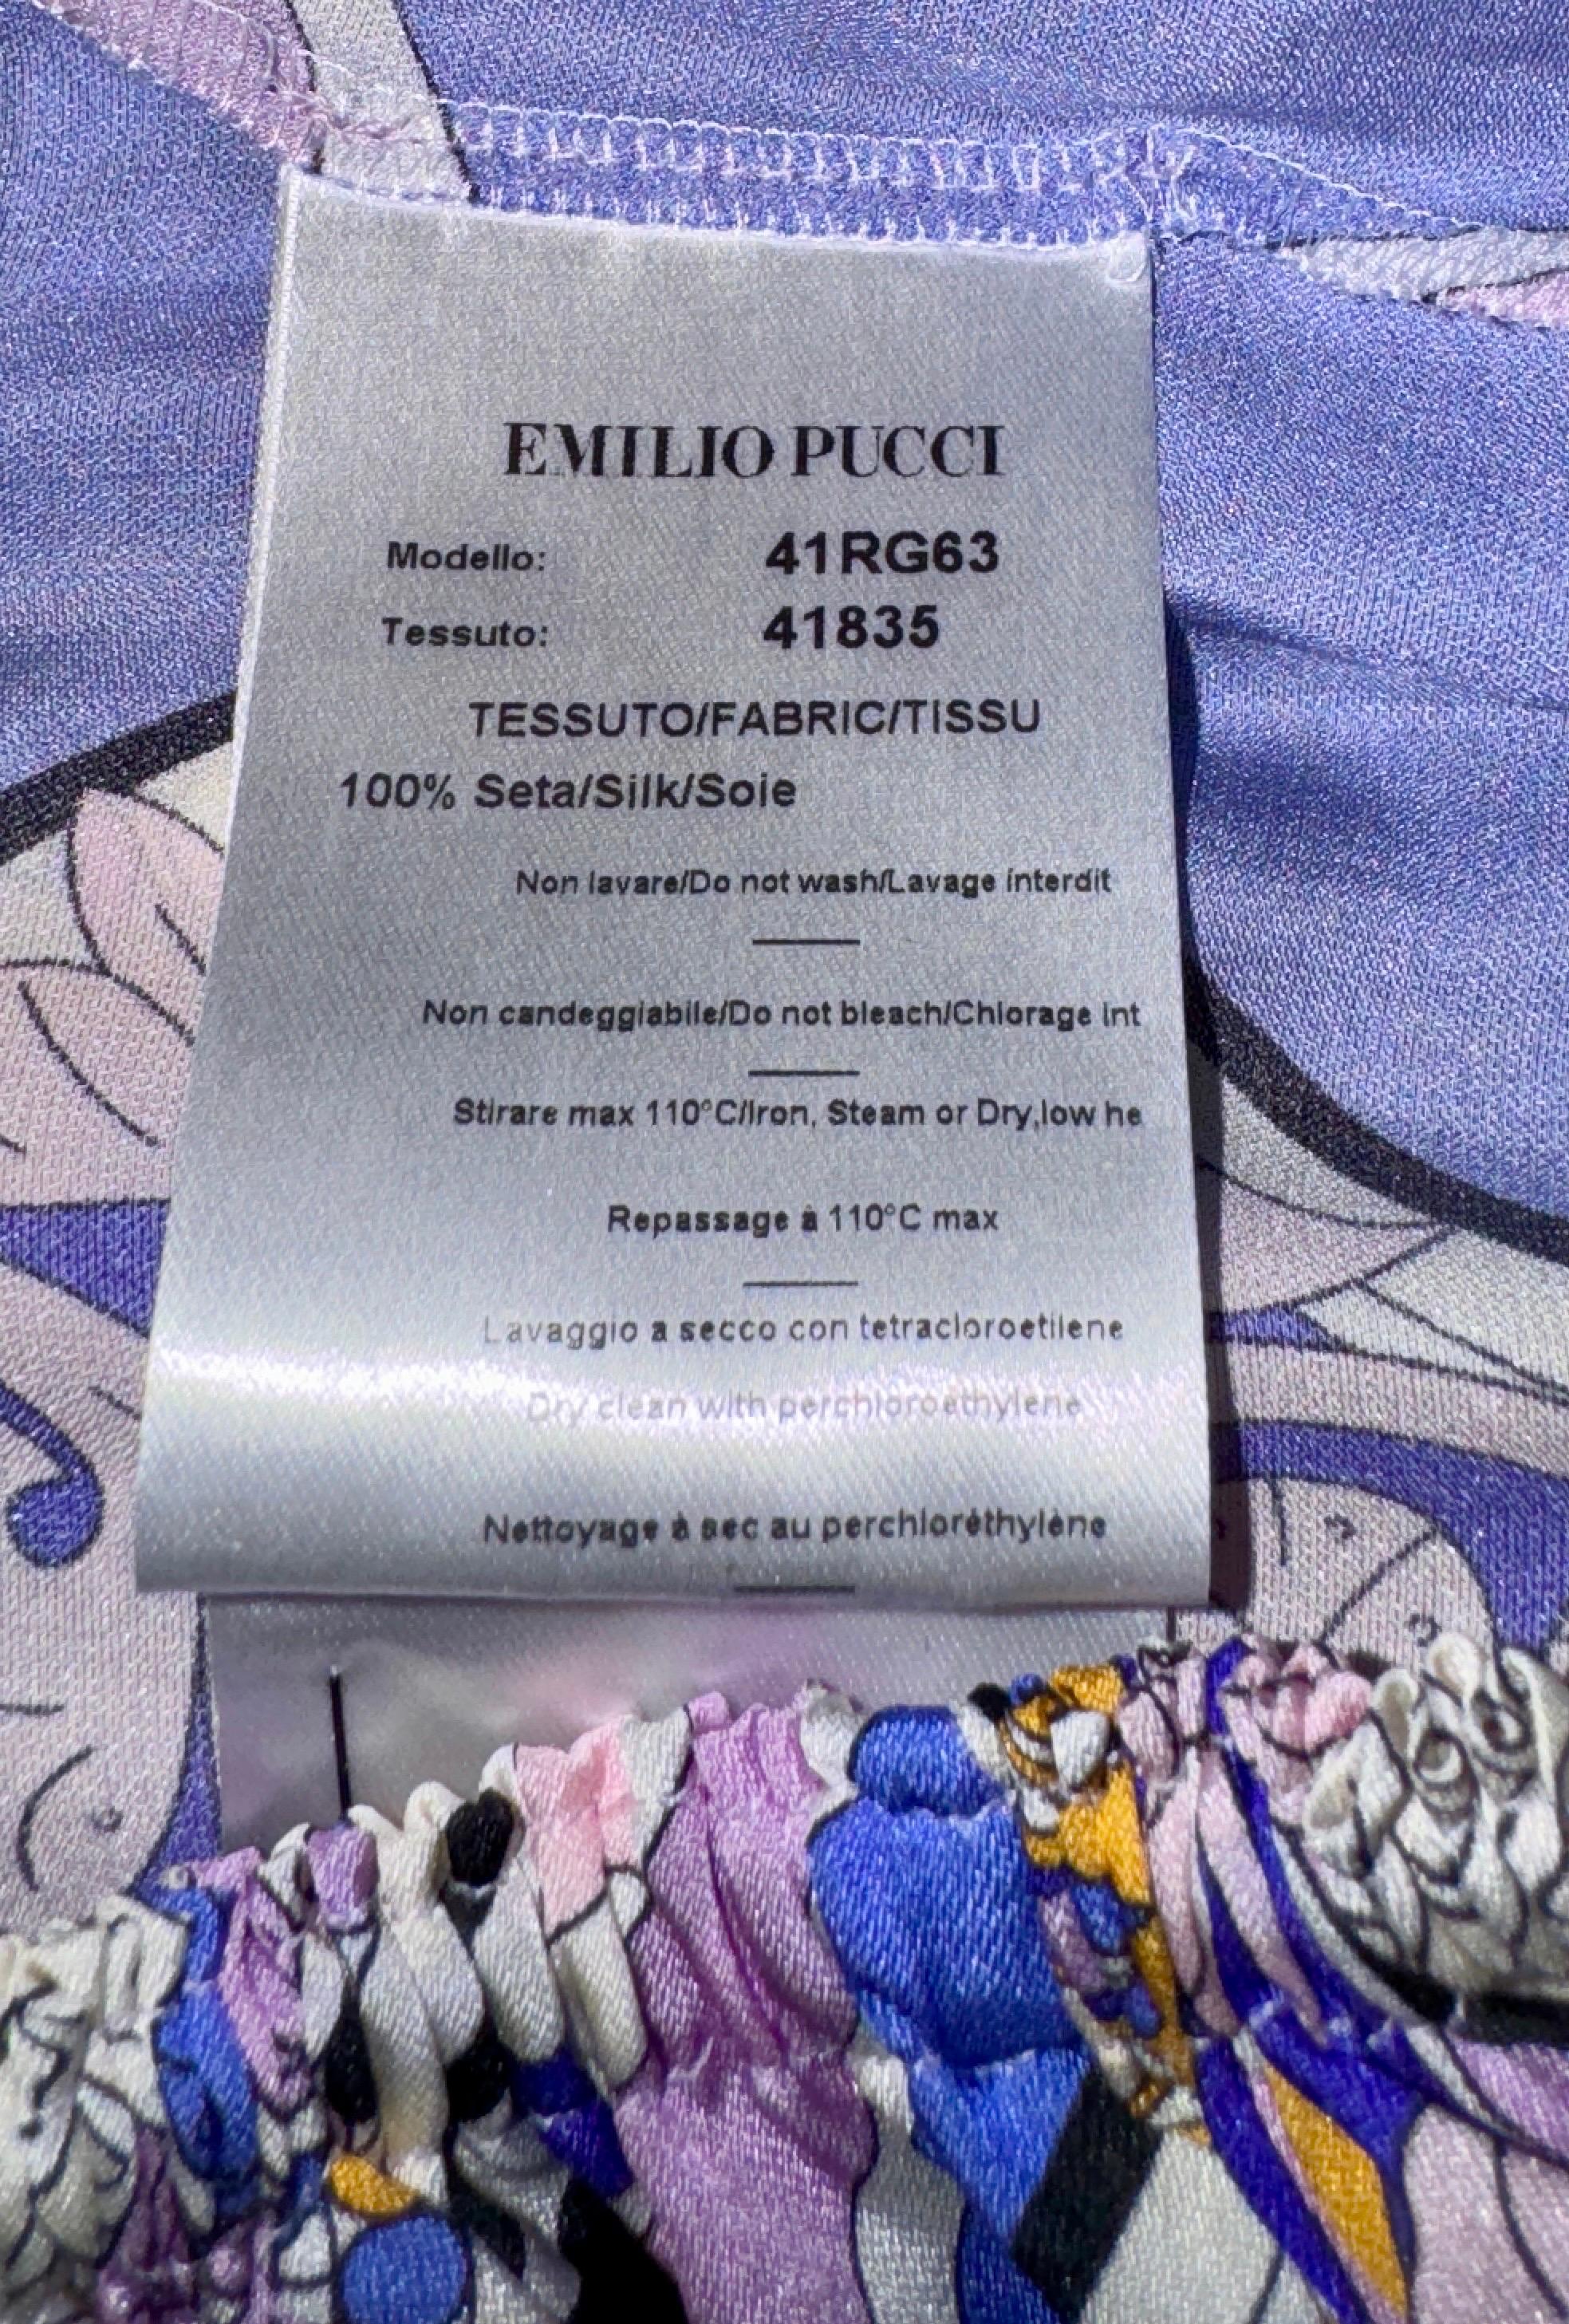 EMILIO PUCCI
Modello: 41RG63
Tessuto: 41835
TESSUTO/FABRIC/TISSU
100% Seta/Silk/Soie
Non lavare/Do not wash/Lavage interdit
Non candeggiabile/Do not bleach/Chlorage int
Stirare max 110°C/Iron, Steam or Dry,low he
Repassage à 110°C max
Lavaggio a secco con tetracloroetilene
Dry clean with perchloroethylene
Nettoyage à sec au perchloréthylène